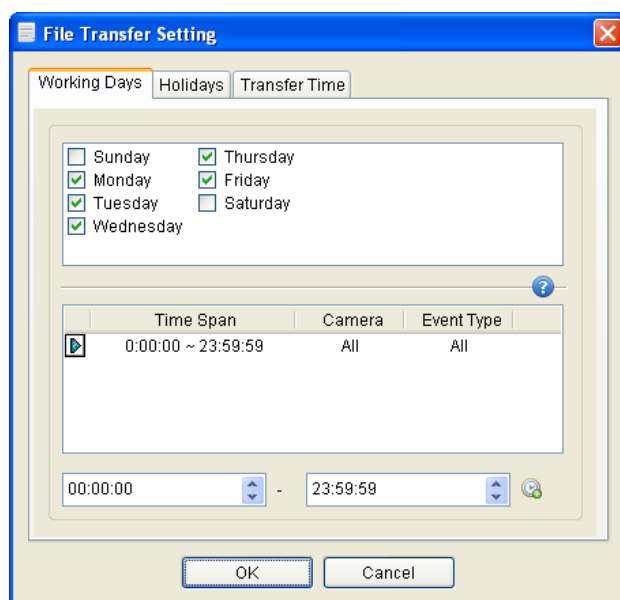 File Transfer Setting
Working Days Holidays Transfer Time
Sunday Thursday
Monday Friday
Tuesday Saturday
Wednesday
?
Time Span Camera Event Type
0:00:00 ~ 23:59:59 All All
00:00:00 - 23:59:59
OK Cancel